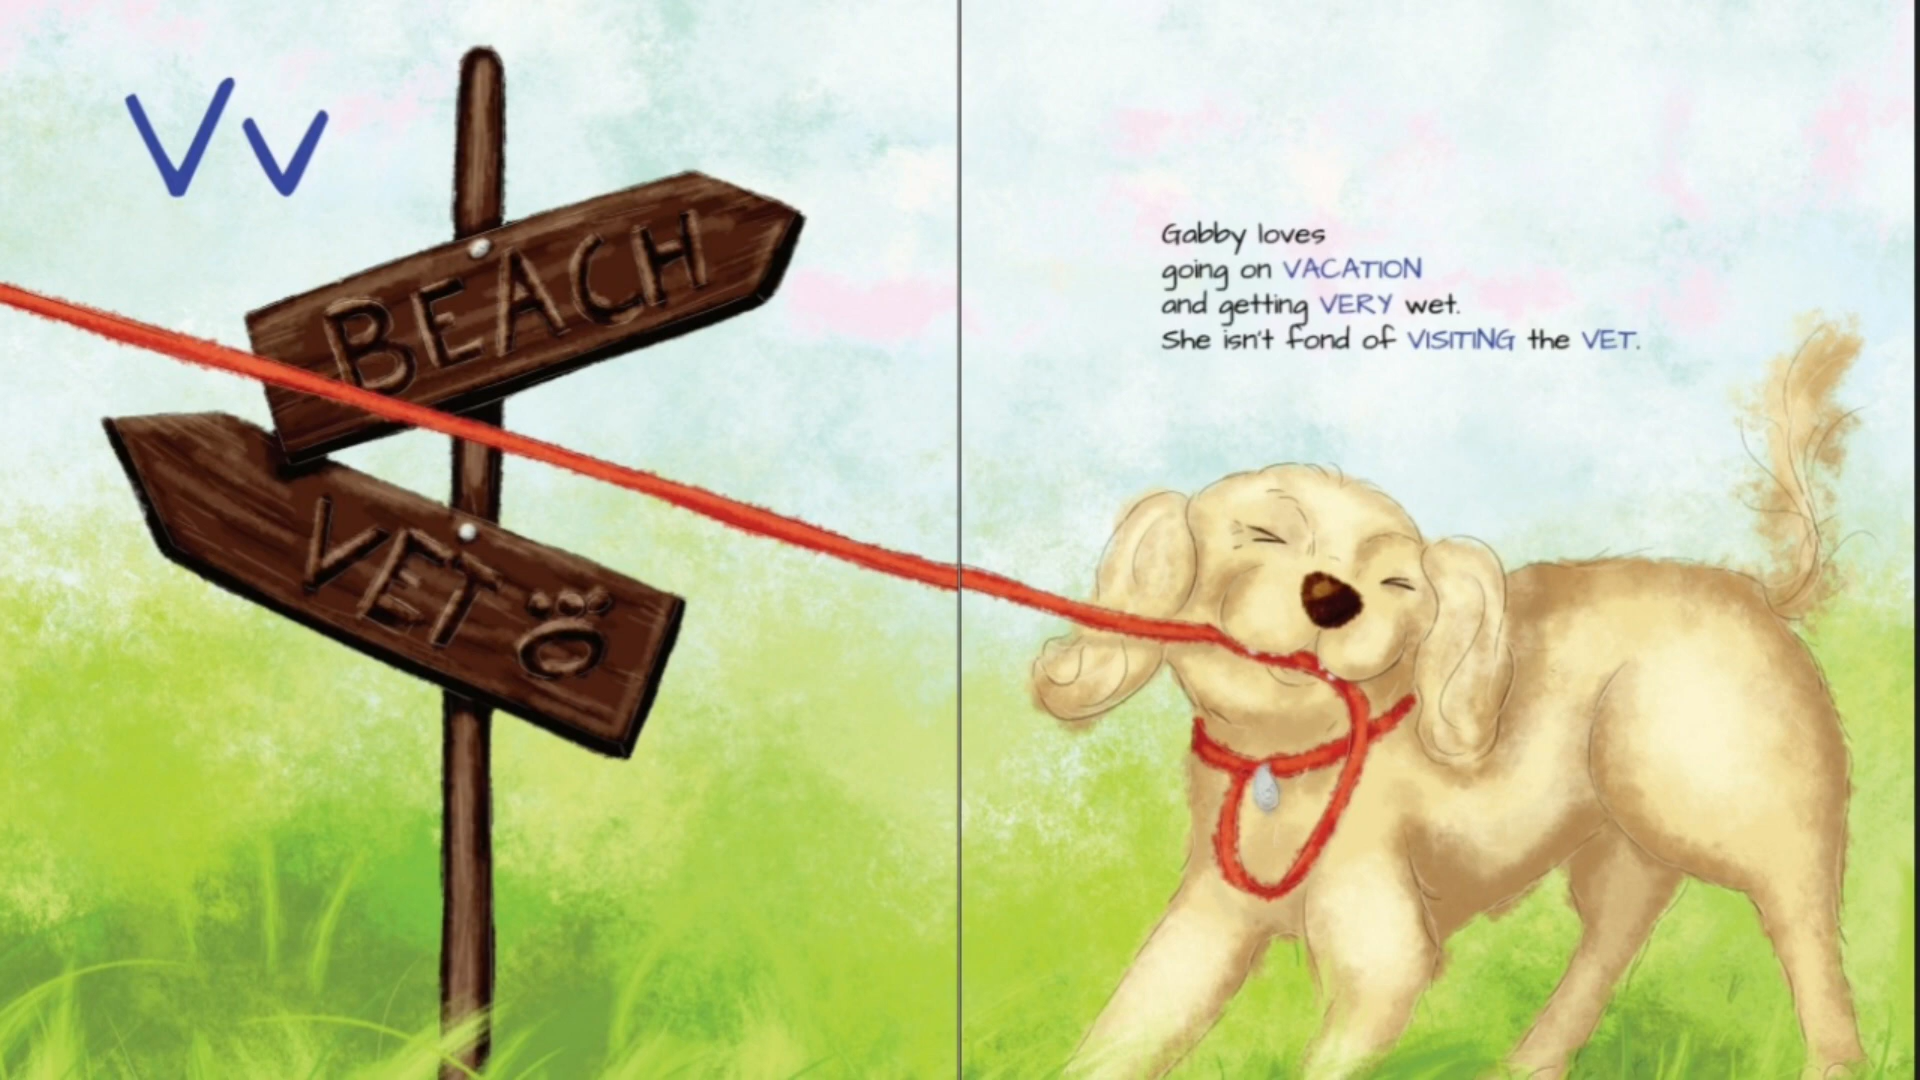 Vv
BEACH
VET
Gabby loves
going on VACATION
and getting VERY wet.
She isn't fond of VISITING the VET.